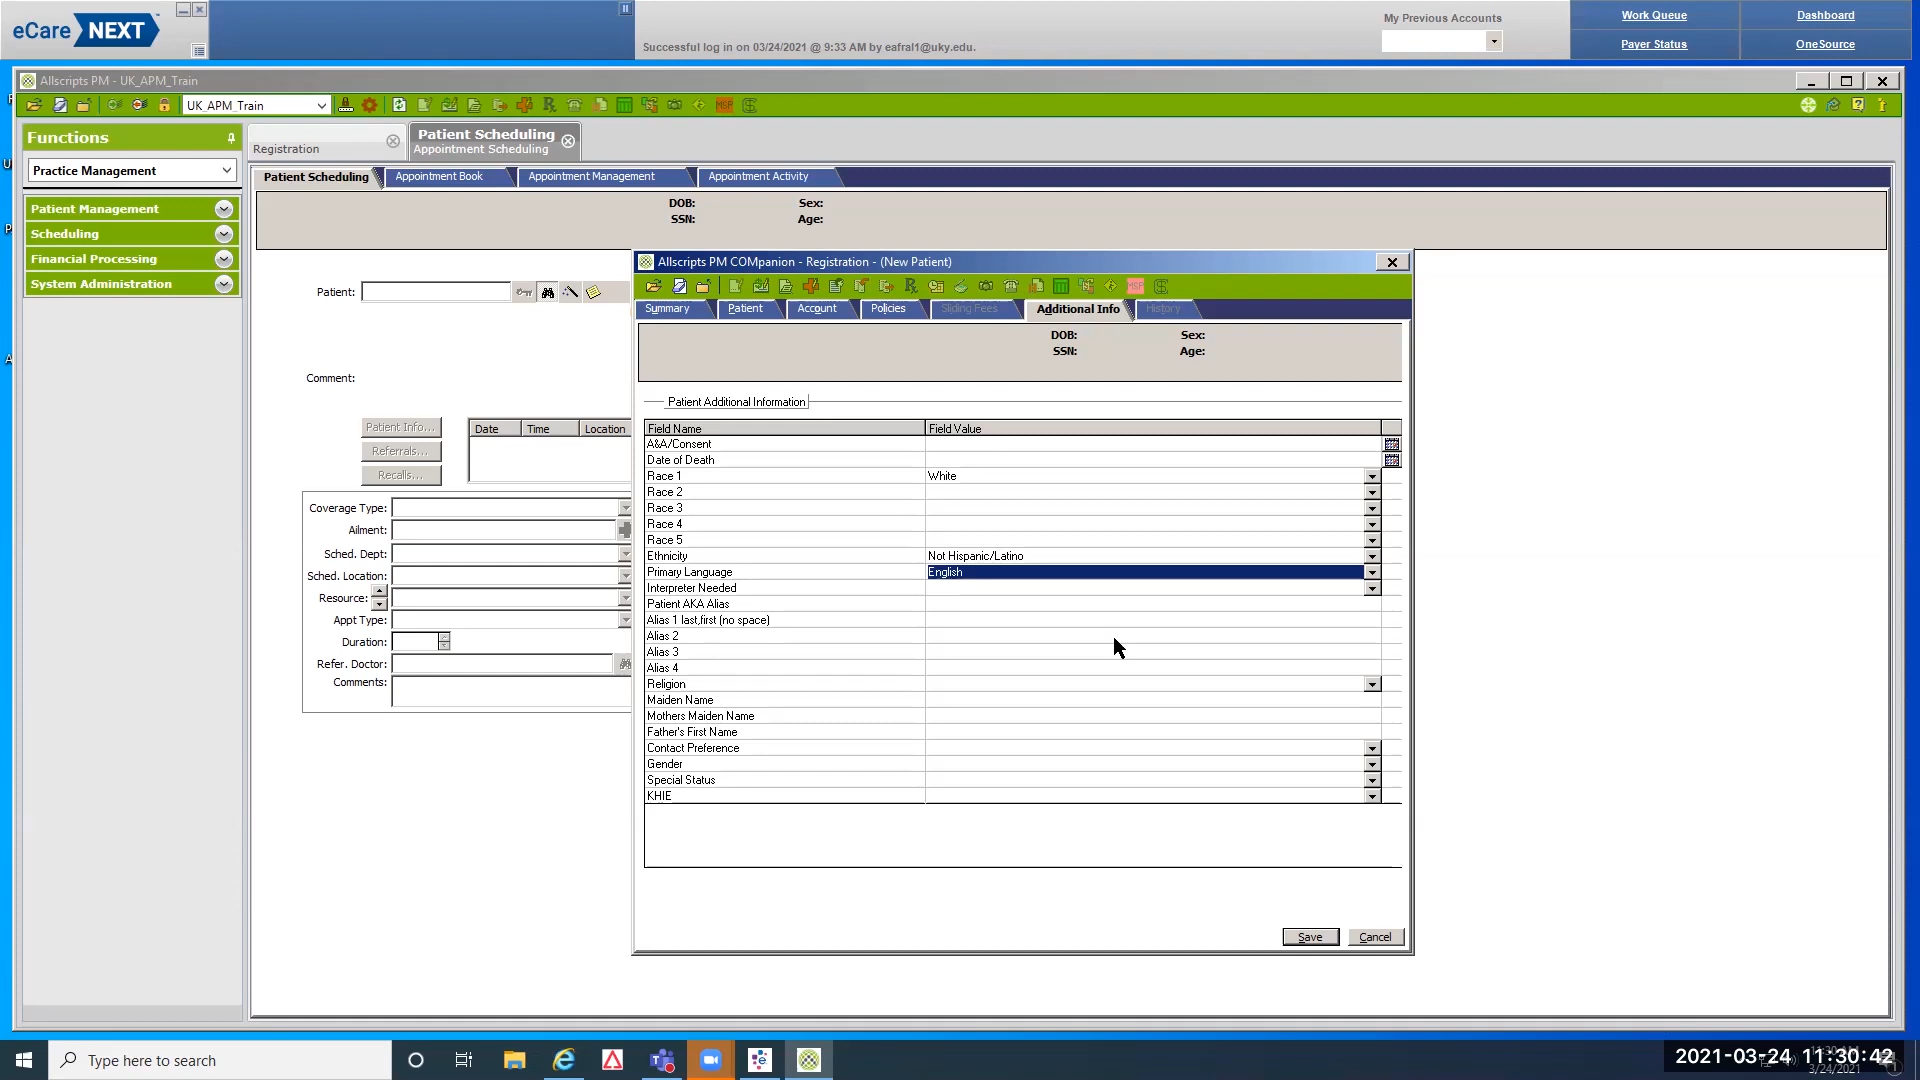 eCare NEXT
My Previous Accounts
Successful log in on 03/24/2021 @ 9:33 AM by eafral1@uky.edu.
Work Queue
Dashboard
Payer Status
OneSource
Allscripts PM - UK_APM_Train
UK_APM_Train
Functions
Practice Management
Patient Management
Scheduling
Financial Processing
System Administration
Registration
Patient Scheduling
Appointment Scheduling
Patient Scheduling
Appointment Book
Appointment Management
Appointment Activity
DOB:
Sex:
SSN:
Age:
Patient:
Comment:
Patient Info...
Referrals...
Recalls...
Date
Time
Location
Coverage Type:
Ailment:
Sched. Dept:
Sched. Location:
Resource:
Appt Type:
Duration:
Refer. Doctor:
Comments:
Allscripts PM COMpanion - Registration - (New Patient)
MSP
Summary
Patient
Account
Policies
Sliding Fees
Additional Info
History
DOB:
Sex:
SSN:
Age:
Patient Additional Information
Field Name
Field Value
A&A/Consent
Date of Death
Race 1
White
Race 2
Race 3
Race 4
Race 5
Ethnicity
Not Hispanic/Latino
Primary Language
English
Interpreter Needed
Patient AKA Alias
Alias 1 last,first (no space)
Alias 2
Alias 3
Alias 4
Religion
Maiden Name
Mothers Maiden Name
Father's First Name
Contact Preference
Gender
Special Status
KHIE
Save
Cancel
Type here to search
2021-03-24 11:30:42
3/24/2021